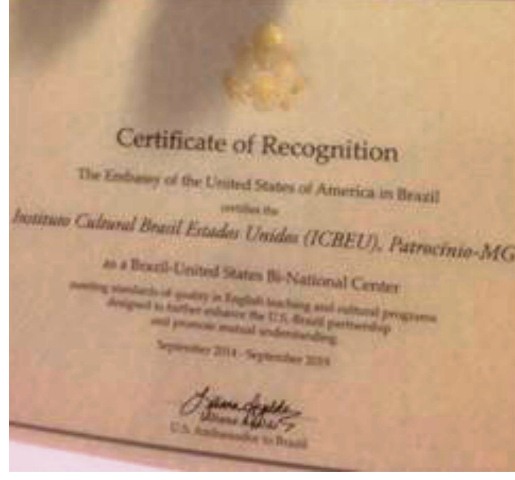 Certificate of Recognition
The Embassy of the United States of America in Brazil
certifies the
Instituto Cultural Brasil Estados Unidos (ICBEU), Patrocínio-MG
as a Brazil-United States Bi-National Center
meeting standards of quality in English teaching and cultural programs
designed to further enhance the U.S.-Brazil partnership
and promote mutual understanding.
September 2014 - September 2019
Liliana
U.S. Ambassador to Brazil